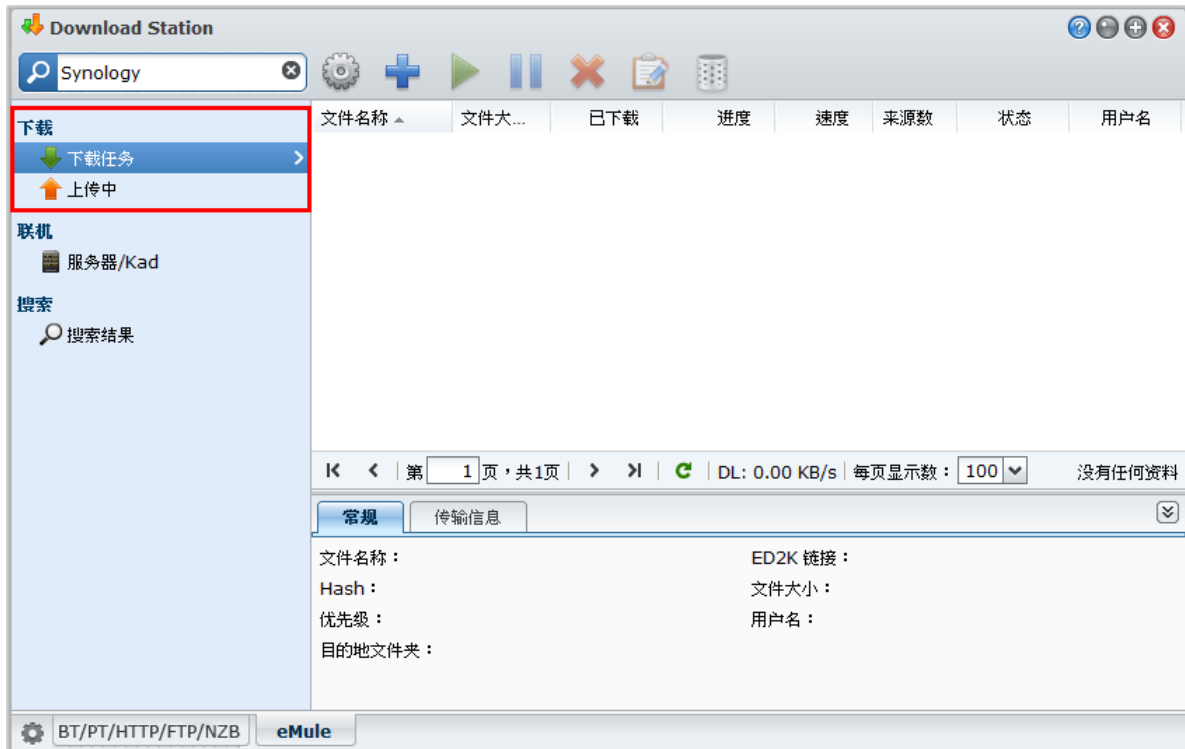 Download Station
Synology
下载
下载任务
上传中
联机
服务器/Kad
搜索
搜索结果
文件名称 文件大... 已下载 进度 速度 来源数 状态 用户名
第 1 页，共1页 DL: 0.00 KB/s 每页显示数： 100 没有任何资料
常规 传输信息
文件名称： ED2K 链接：
Hash： 文件大小：
优先级： 用户名：
目的地文件夹：
BT/PT/HTTP/FTP/NZB eMule